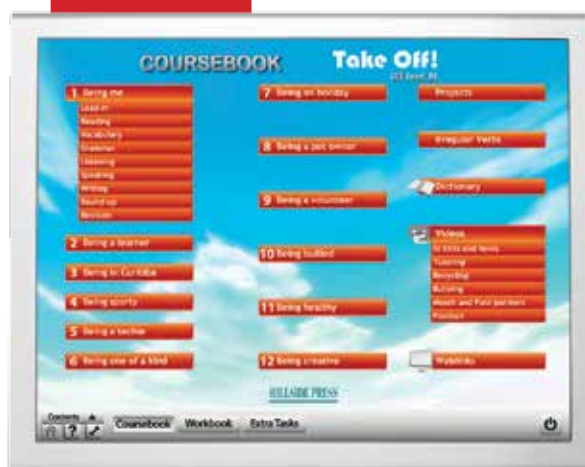 COURSEBOOK
Take Off!
1 Being me
Lead in
Reading
Vocabulary
Grammar
Listening
Speaking
Writing
Round up
Revision
2 Being a learner
3 Being in Curitiba
4 Being sporty
5 Being a techie
6 Being one of a kind
7 Being on holiday
8 Being a pet owner
9 Being a volunteer
10 Being bullied
11 Being healthy
12 Being creative
Projects
Irregular Verbs
Dictionary
Videos
Tutoring
Recycling
Bullying
Weblinks
HILLSIDE PRESS
Contents
Coursebook
Workbook
Extra Tasks